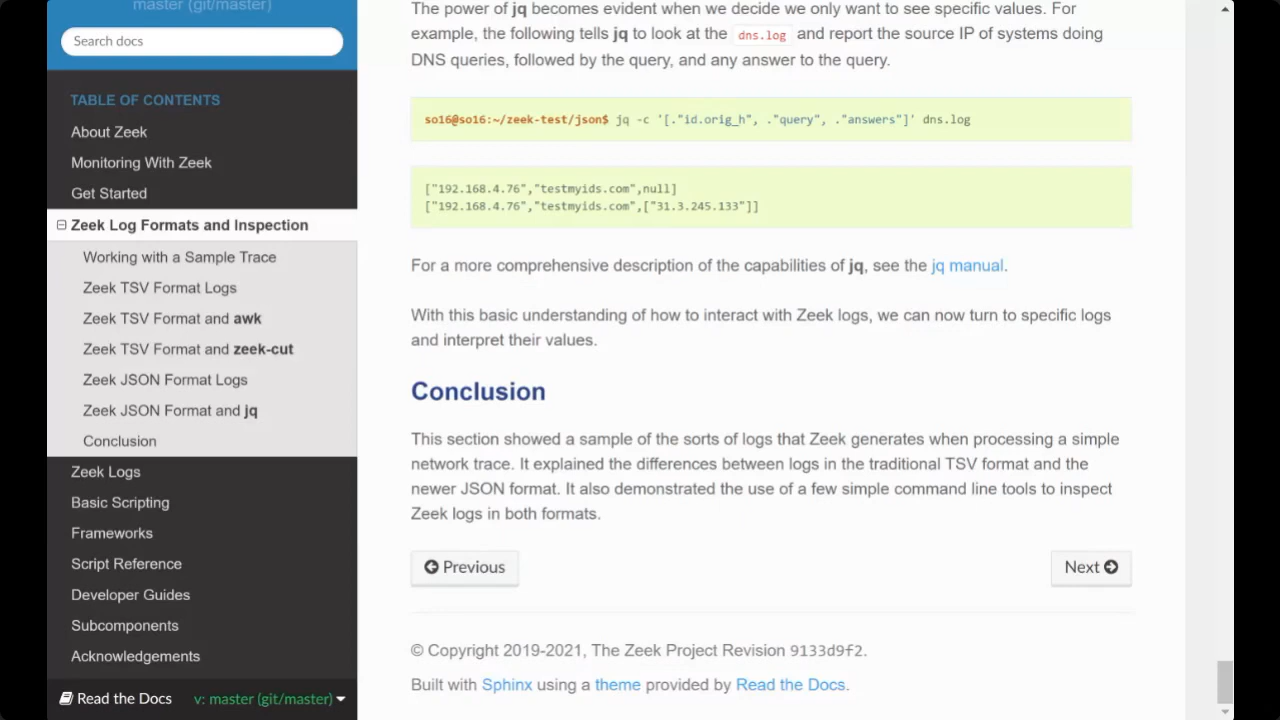 master (git/master)
Search docs
TABLE OF CONTENTS
About Zeek
Monitoring With Zeek
Get Started
Zeek Log Formats and Inspection
Working with a Sample Trace
Zeek TSV Format Logs
Zeek TSV Format and awk
Zeek TSV Format and zeek-cut
Zeek JSON Format Logs
Zeek JSON Format and jq
Conclusion
Zeek Logs
Basic Scripting
Frameworks
Script Reference
Developer Guides
Subcomponents
Acknowledgements
Read the Docs v: master (git/master)
The power of jq becomes evident when we decide we only want to see specific values. For
example, the following tells jq to look at the dns.log and report the source IP of systems doing
DNS queries, followed by the query, and any answer to the query.
so16@so16:~/zeek-test/json$ jq -c '[."id.orig_h", ."query", ."answers"]' dns.log
["192.168.4.76","testmyids.com",null]
["192.168.4.76","testmyids.com",["31.3.245.133"]]
For a more comprehensive description of the capabilities of jq, see the jq manual.
With this basic understanding of how to interact with Zeek logs, we can now turn to specific logs
and interpret their values.
Conclusion
This section showed a sample of the sorts of logs that Zeek generates when processing a simple
network trace. It explained the differences between logs in the traditional TSV format and the
newer JSON format. It also demonstrated the use of a few simple command line tools to inspect
Zeek logs in both formats.
Previous
Next
© Copyright 2019-2021, The Zeek Project Revision 9133d9f2.
Built with Sphinx using a theme provided by Read the Docs.